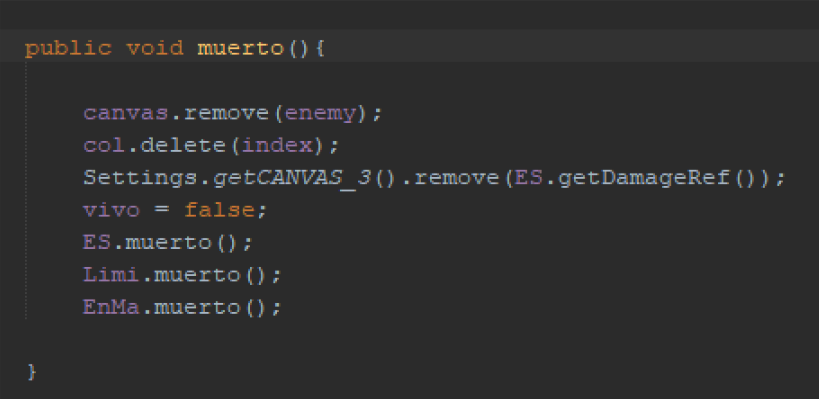 public void muerto(){
canvas.remove(enemy);
col.delete(index);
Settings.getCANVAS_3().remove(ES.getDamageRef());
vivo = false;
ES.muerto();
Limi.muerto();
EnMa.muerto();
}